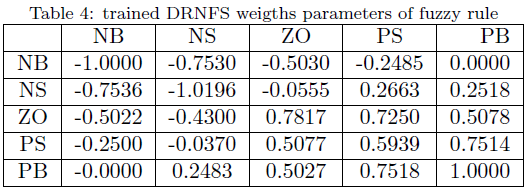 Table 4: trained DRNFS weigths parameters of fuzzy rule
NB NS ZO PS PB
NB -1.0000 -0.7530 -0.5030 -0.2485 0.0000
NS -0.7536 -1.0196 -0.0555 0.2663 0.2518
ZO -0.5022 -0.4300 0.7817 0.7250 0.5078
PS -0.2500 -0.0370 0.5077 0.5939 0.7514
PB -0.0000 0.2483 0.5027 0.7518 1.0000